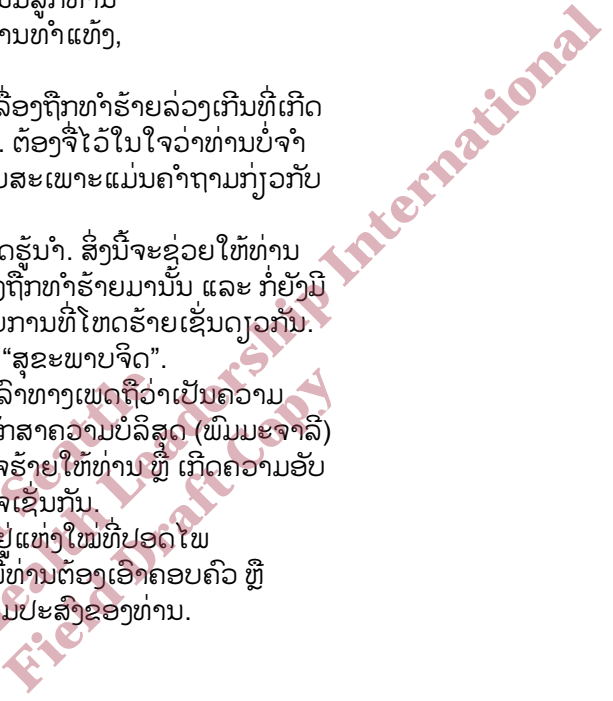 ານທຳແທ້ງ,
ລື່ອງຖືກທຳຮ້າຍລ່ວງເກີນທີ່ເກີດ
. ຕ້ອງຈື່ໄວ້ໃນໃຈວ່າທ່ານບໍ່ຈຳ
ບສະເພາະແມ່ນຄຳຖາມກ່ຽວກັບ
ດຮູ້ນຳ. ສິ່ງນີ້ຈະຊ່ວຍໃຫ້ທ່ານ
ງຖືກທຳຮ້າຍມານັ້ນ ແລະ ກໍ່ຍັງມີ
ບການທີ່ໂຫດຮ້າຍເຊັ່ນດຽວກັນ.
“ສຸຂະພາບຈິດ”.
ລົາທາງເພດຖືວ່າເປັນຄວາມ
ກສາຄວາມບໍລິສຸດ (ພົມມະຈາລີ)
ຈຮ້າຍໃຫ້ທ່ານ ຫຼື ເກີດຄວາມອັບ
ຈເຊັ່ນກັນ.
ຢູ່ແຫ່ງໃໝ່ທີ່ປອດໄພ
ທ່ານຕ້ອງເອົາຄອບຄົວ ຫຼື
ມປະສົງຂອງທ່ານ.
Seattle
Health Leadership International
Field Draft Copy